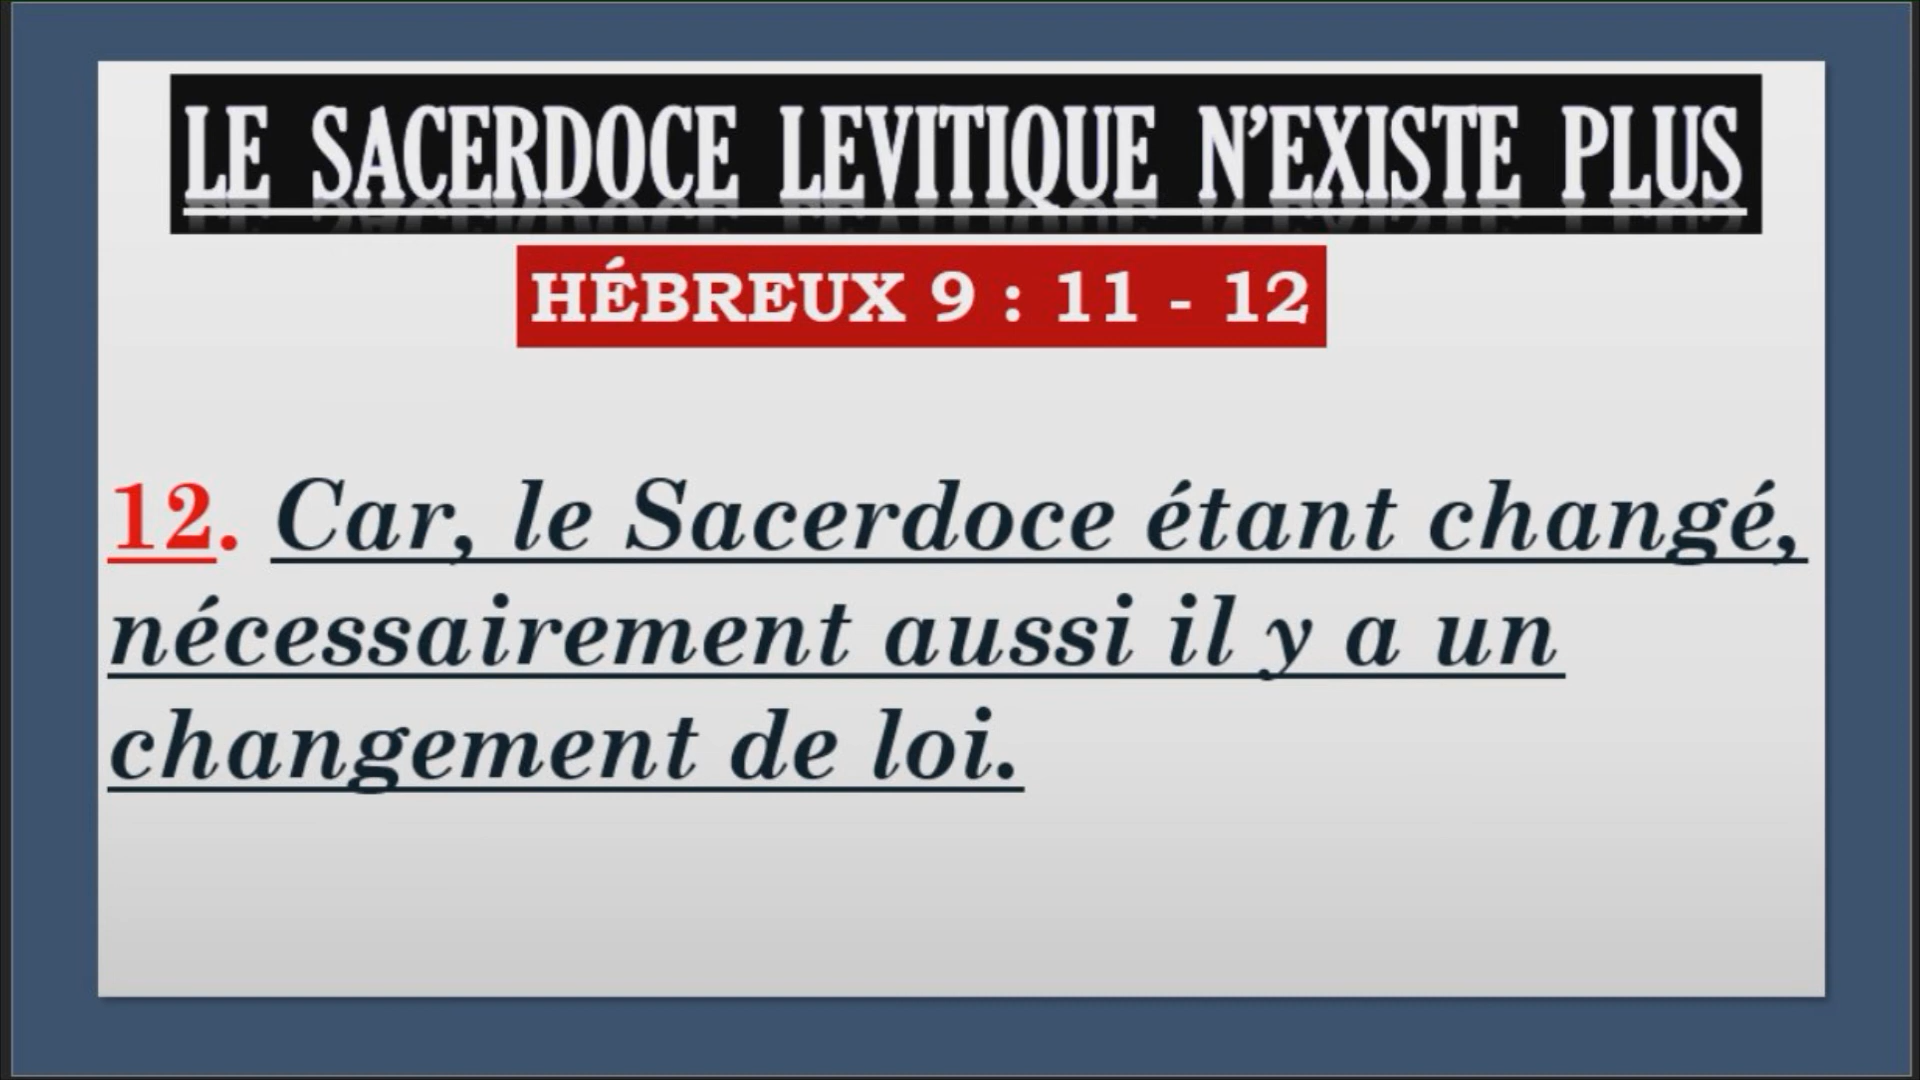 LE SACERDOCE LEVITIQUE N'EXISTE PLUS
HÉBREUX 9 : 11 - 12
12. Car, le Sacerdoce étant changé,
nécessairement aussi il y a un
changement de loi.